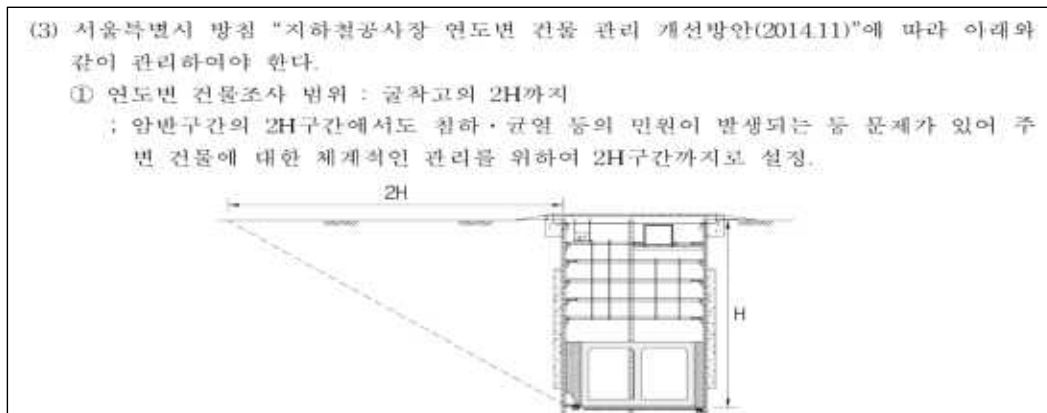 (3) 서울특별시 방침 “지하철공사장 연도변 건물 관리 개선방안(2014.11)”에 따라 아래와
같이 관리하여야 한다.
① 연도변 건물조사 범위 : 굴착고의 2H까지
; 암반구간의 2H구간에서도 침하・균열 등의 민원이 발생되는 등 문제가 있어 주
변 건물에 대한 체계적인 관리를 위하여 2H구간까지로 설정.
2H
H